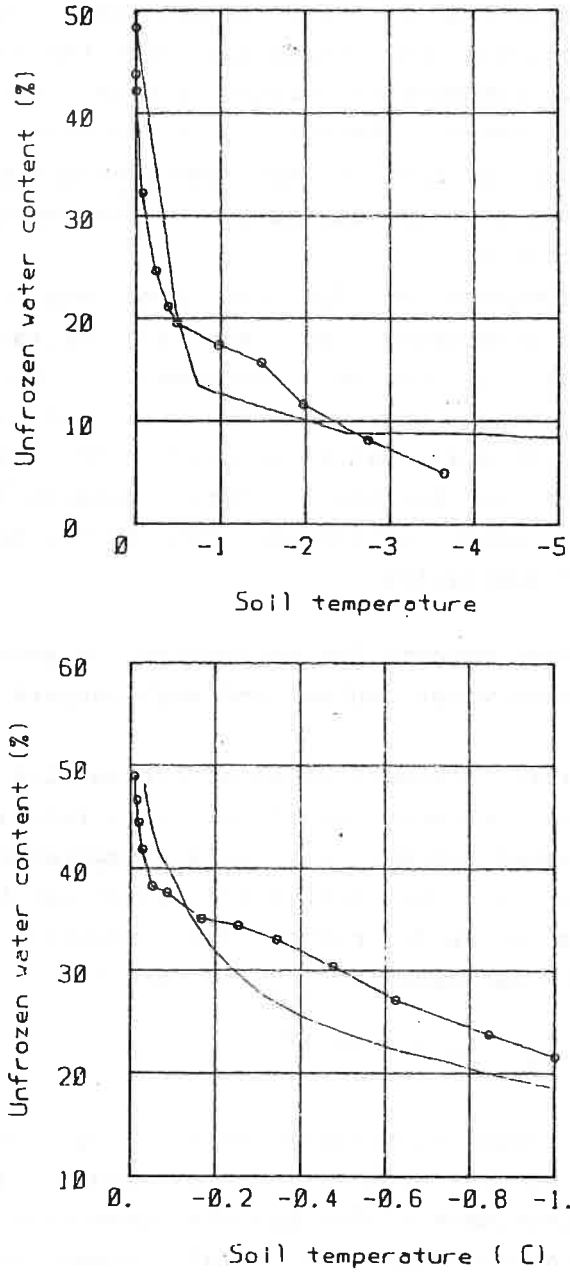 50
40
30
20
10
0
Unfrozen water content (%)
0 -1 -2 -3 -4 -5
Soil temperature
60
50
40
30
20
10
Unfrozen water content (%)
0. -0.2 -0.4 -0.6 -0.8 -1.
Soil temperature ( C)